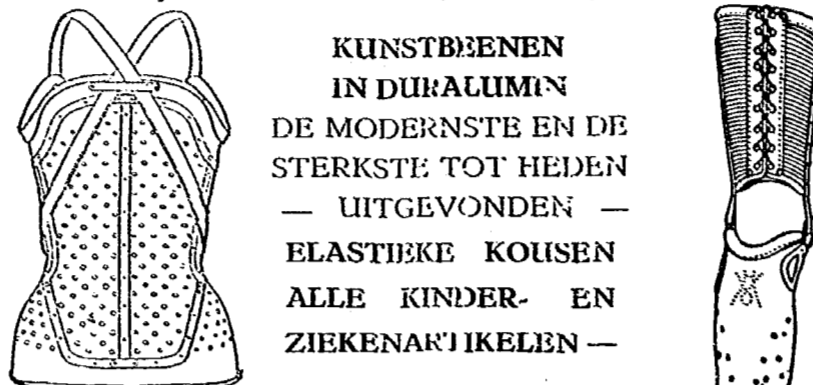 KUNSTBEENEN
IN DURALUMIN
DE MODERNSTE EN DE
STERKSTE TOT HEDEN
— UITGEVONDEN —
ELASTIEKE KOUSEN
ALLE KINDER- EN
ZIEKENARTIKELEN —